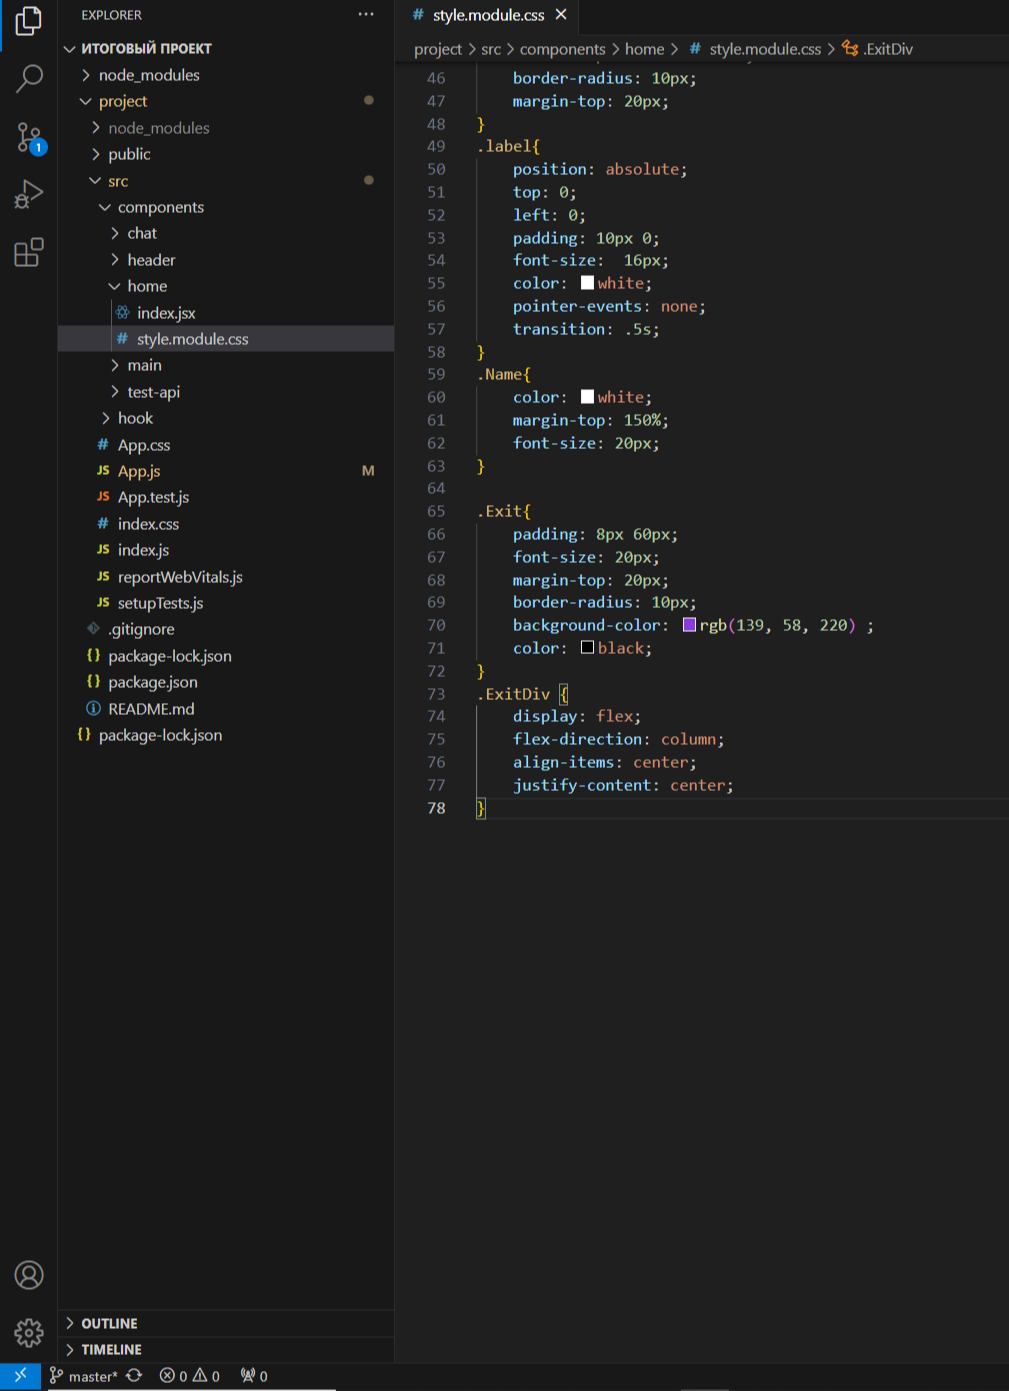 EXPLORER
ИТОГОВЫЙ ПРОЕКТ
node_modules
project
node_modules
public
src
components
chat
header
home
index.jsx
# style.module.css
main
test-api
hook
# App.css
JS App.js M
JS App.test.js
# index.css
JS index.js
JS reportWebVitals.js
JS setupTests.js
.gitignore
{} package-lock.json
{} package.json
README.md
{} package-lock.json
OUTLINE
TIMELINE
1
# style.module.css
project > src > components > home > # style.module.css > .ExitDiv
46 border-radius: 10px;
47 margin-top: 20px;
48 }
49 .label{
50 position: absolute;
51 top: 0;
52 left: 0;
53 padding: 10px 0;
54 font-size:  16px;
55 color: white;
56 pointer-events: none;
57 transition: .5s;
58 }
59 .Name{
60 color: white;
61 margin-top: 150%;
62 font-size: 20px;
63 }
64
65 .Exit{
66 padding: 8px 60px;
67 font-size: 20px;
68 margin-top: 20px;
69 border-radius: 10px;
70 background-color: rgb(139, 58, 220) ;
71 color: black;
72 }
73 .ExitDiv {
74 display: flex;
75 flex-direction: column;
76 align-items: center;
77 justify-content: center;
78 }
master* 0 0 0